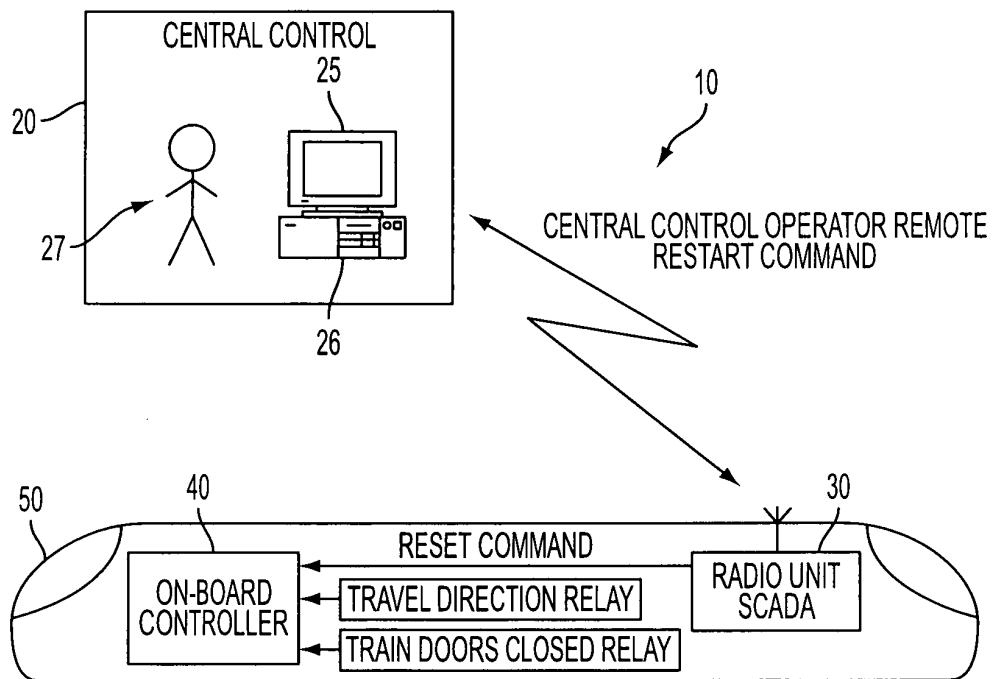 CENTRAL CONTROL
25
10
20
27
CENTRAL CONTROL OPERATOR REMOTE
RESTART COMMAND
26
50
40
30
RESET COMMAND
ON-BOARD
CONTROLLER
TRAVEL DIRECTION RELAY
TRAIN DOORS CLOSED RELAY
RADIO UNIT
SCADA